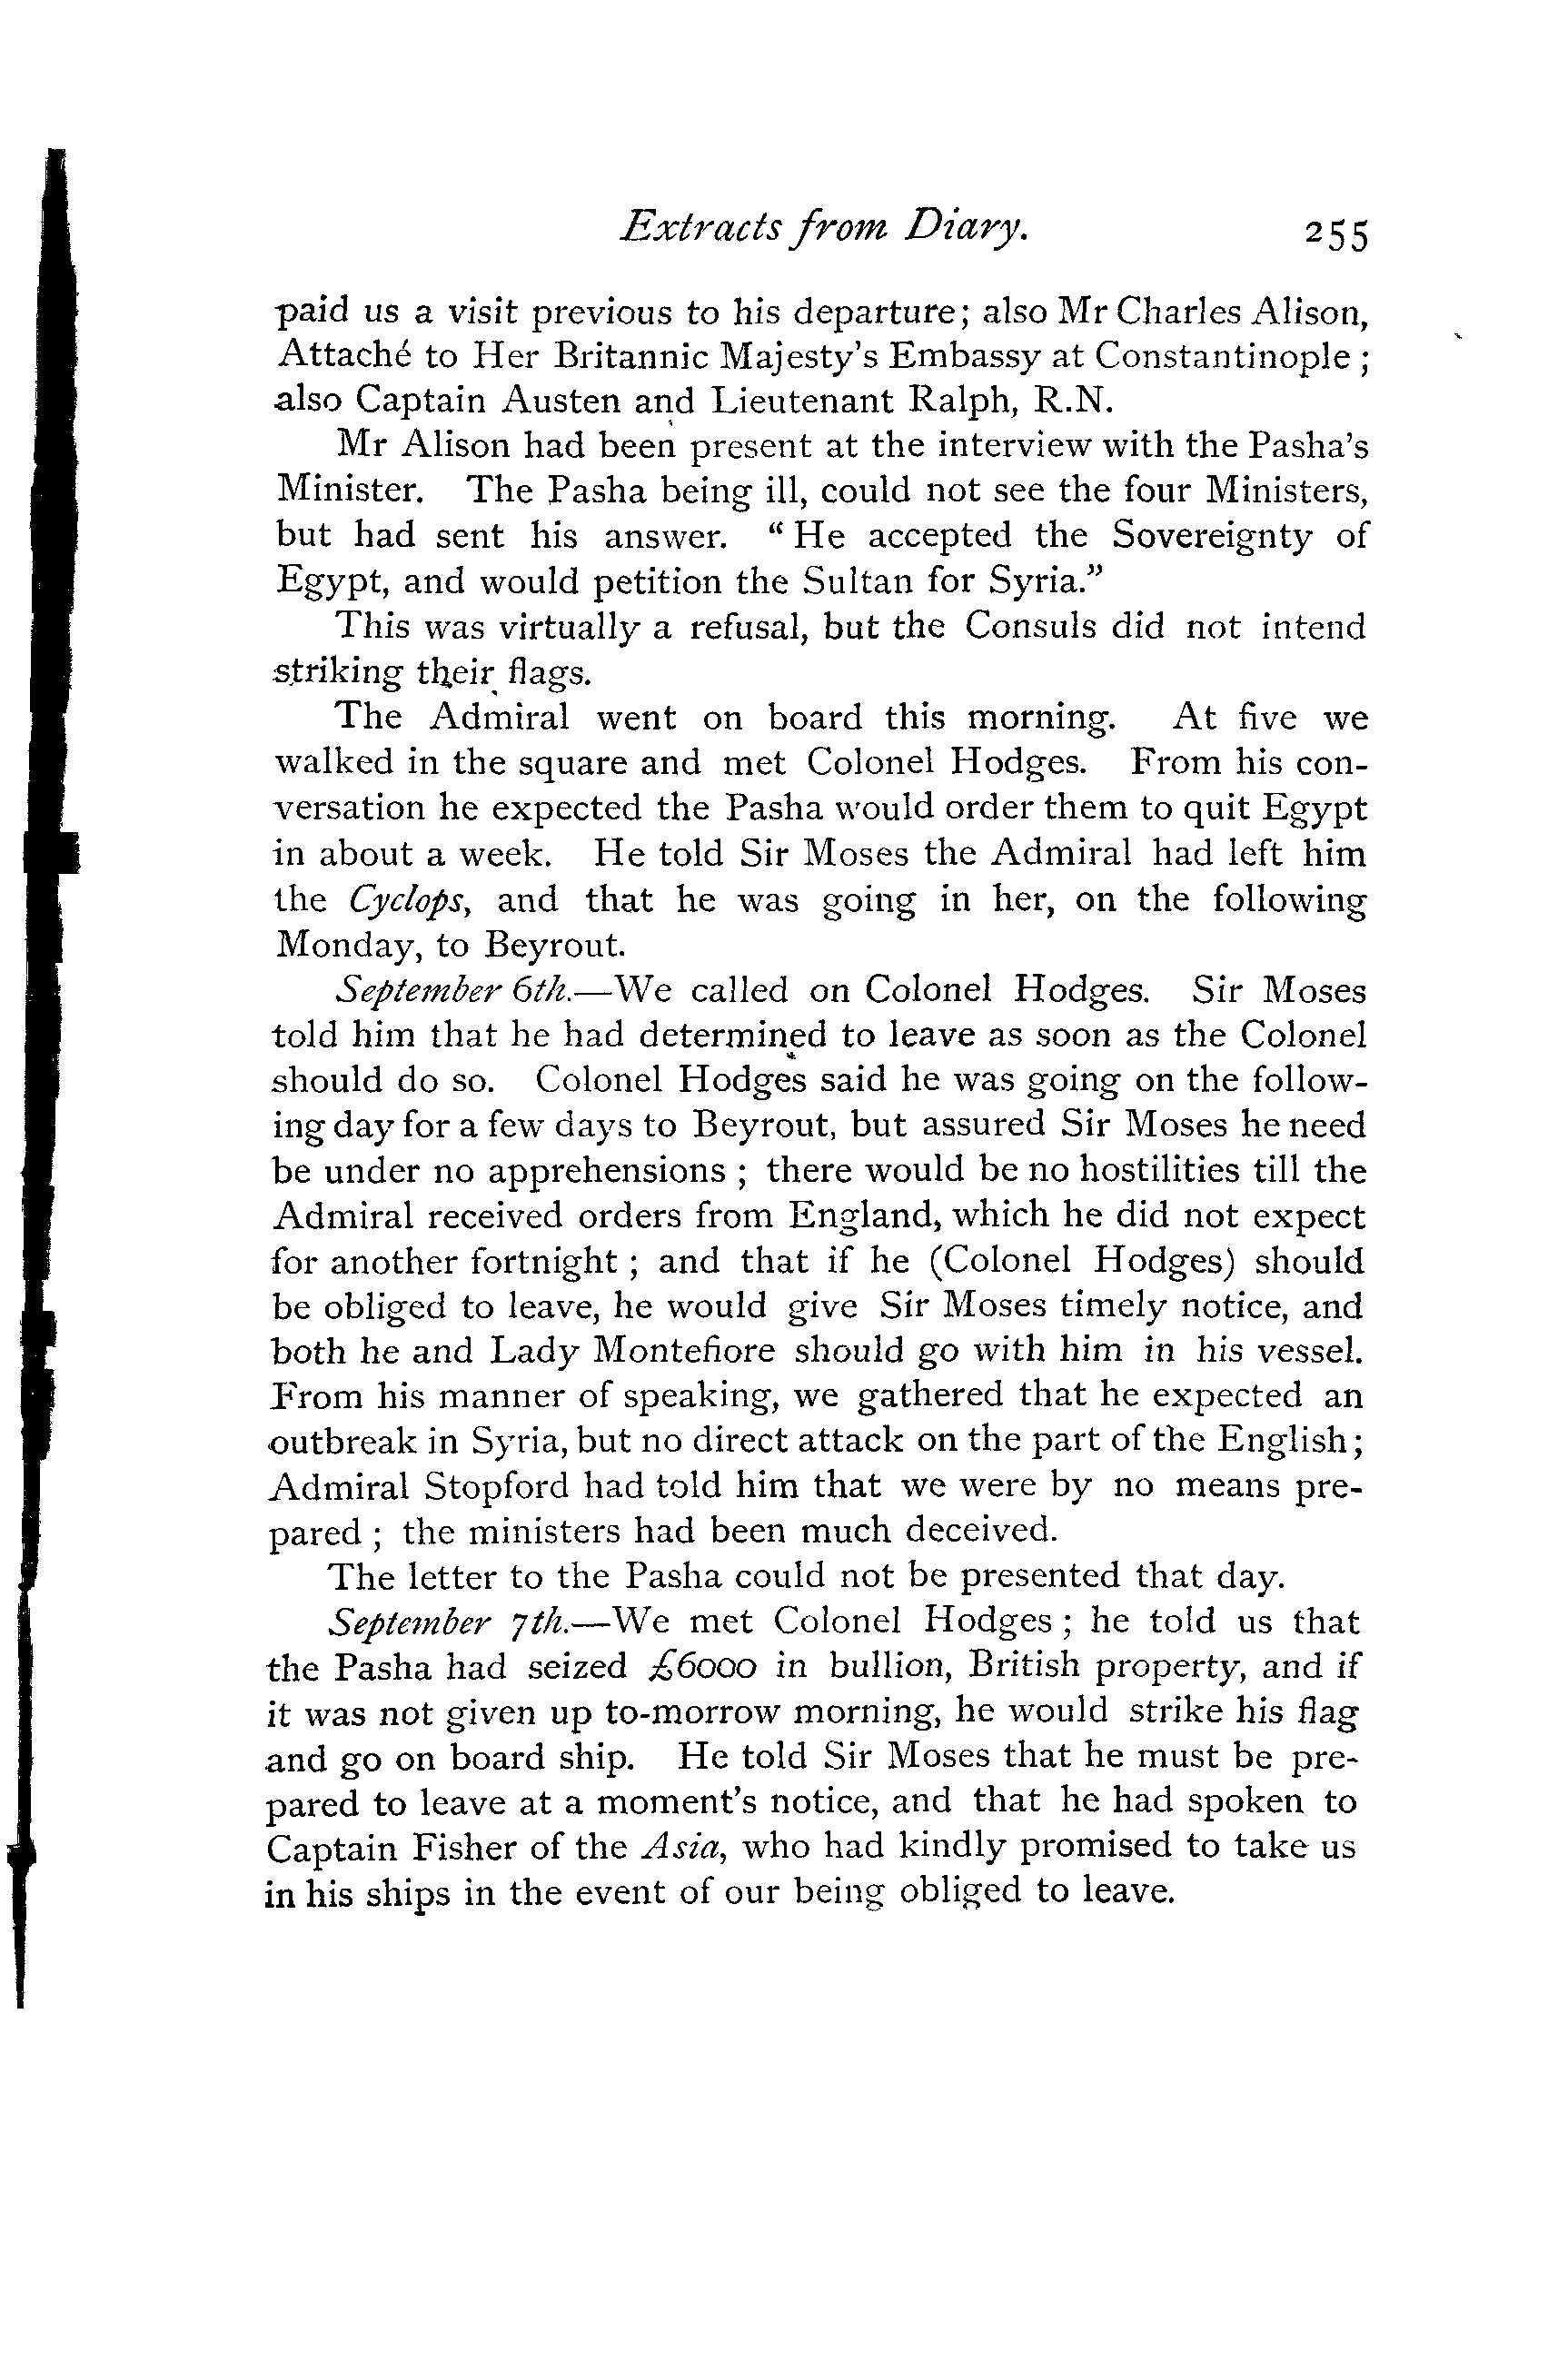 Extracts from Diary. 255
paid us a visit previous to his departure; also Mr Charles Alison,
Attaché to Her Britannic Majesty's Embassy at Constantinople ;
also Captain Austen and Lieutenant Ralph, R.N.
Mr Alison had been present at the interview with the Pasha's
Minister. The Pasha being ill, could not see the four Ministers,
but had sent his answer. “ He accepted the Sovereignty of
Egypt, and would petition the Sultan for Syria.”
This was virtually a refusal, but the Consuls did not intend
striking their flags.
The Admiral went on board this morning. At five we
walked in the square and met Colonel Hodges. From his con-
versation he expected the Pasha would order them to quit Egypt
in about a week. He told Sir Moses the Admiral had left him
the Cyclops, and that he was going in her, on the following
Monday, to Beyrout.
September 6th.—We called on Colonel Hodges. Sir Moses
told him that he had determined to leave as soon as the Colonel
should do so. Colonel Hodges said he was going on the follow-
ing day for a few days to Beyrout, but assured Sir Moses he need
be under no apprehensions ; there would be no hostilities till the
Admiral received orders from England, which he did not expect
for another fortnight ; and that if he (Colonel Hodges) should
be obliged to leave, he would give Sir Moses timely notice, and
both he and Lady Montefiore should go with him in his vessel.
From his manner of speaking, we gathered that he expected an
outbreak in Syria, but no direct attack on the part of the English ;
Admiral Stopford had told him that we were by no means pre-
pared ; the ministers had been much deceived.
The letter to the Pasha could not be presented that day.
September 7th.—We met Colonel Hodges ; he told us that
the Pasha had seized £6000 in bullion, British property, and if
it was not given up to-morrow morning, he would strike his flag
and go on board ship. He told Sir Moses that he must be pre-
pared to leave at a moment's notice, and that he had spoken to
Captain Fisher of the Asia, who had kindly promised to take us
in his ships in the event of our being obliged to leave.